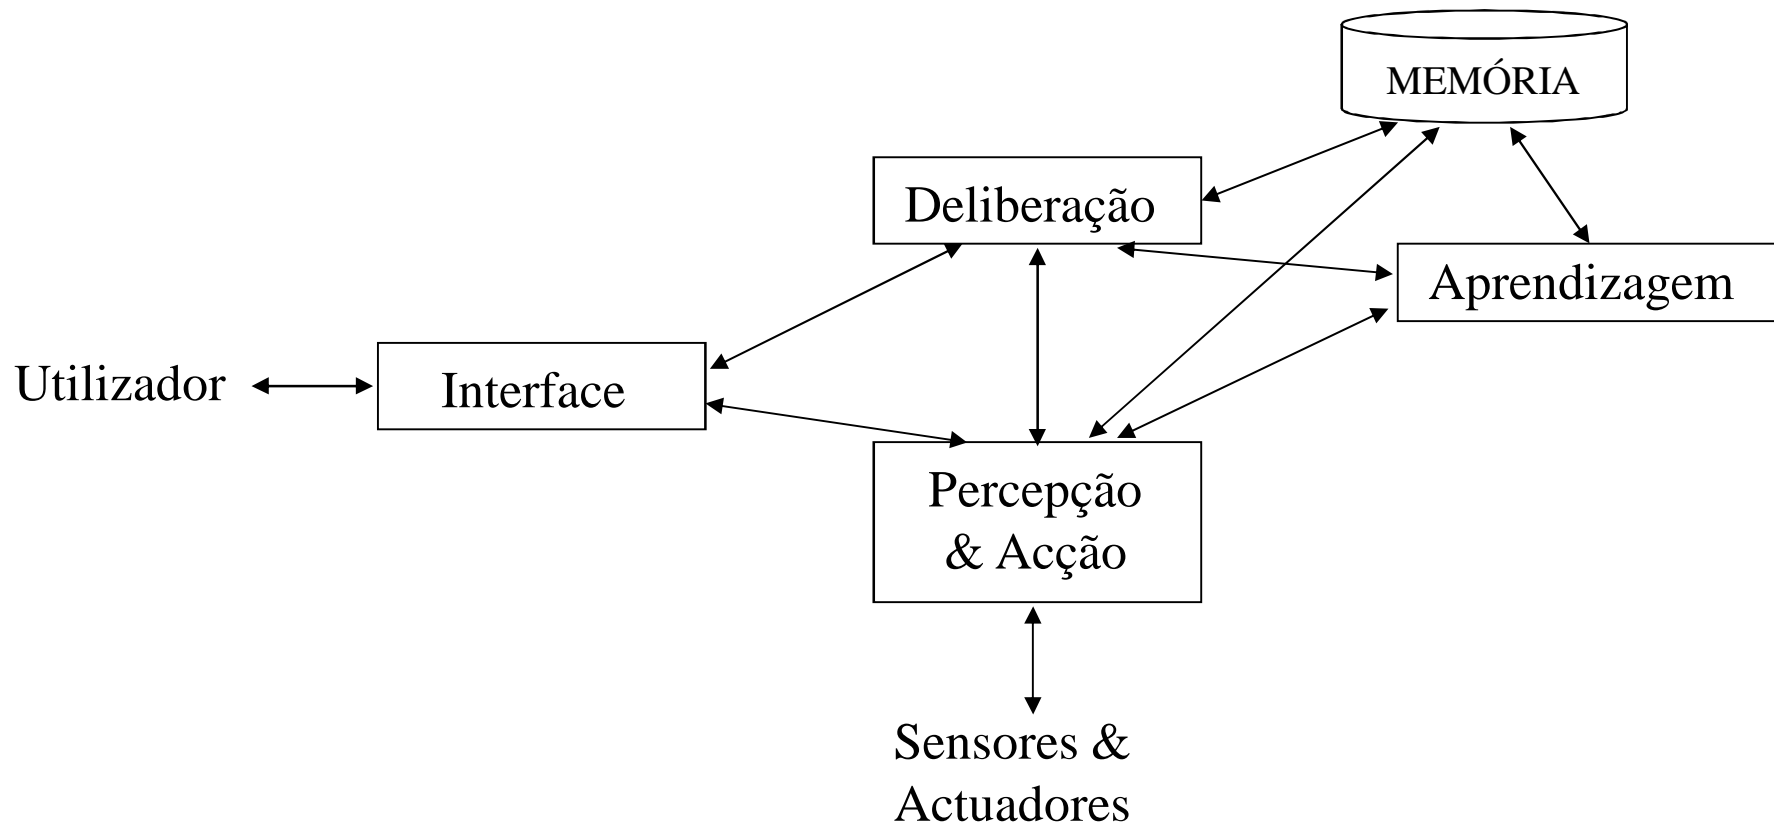 MEMÓRIA
Deliberação
Aprendizagem
Utilizador
Interface
Percepção
& Acção
Sensores &
Actuadores